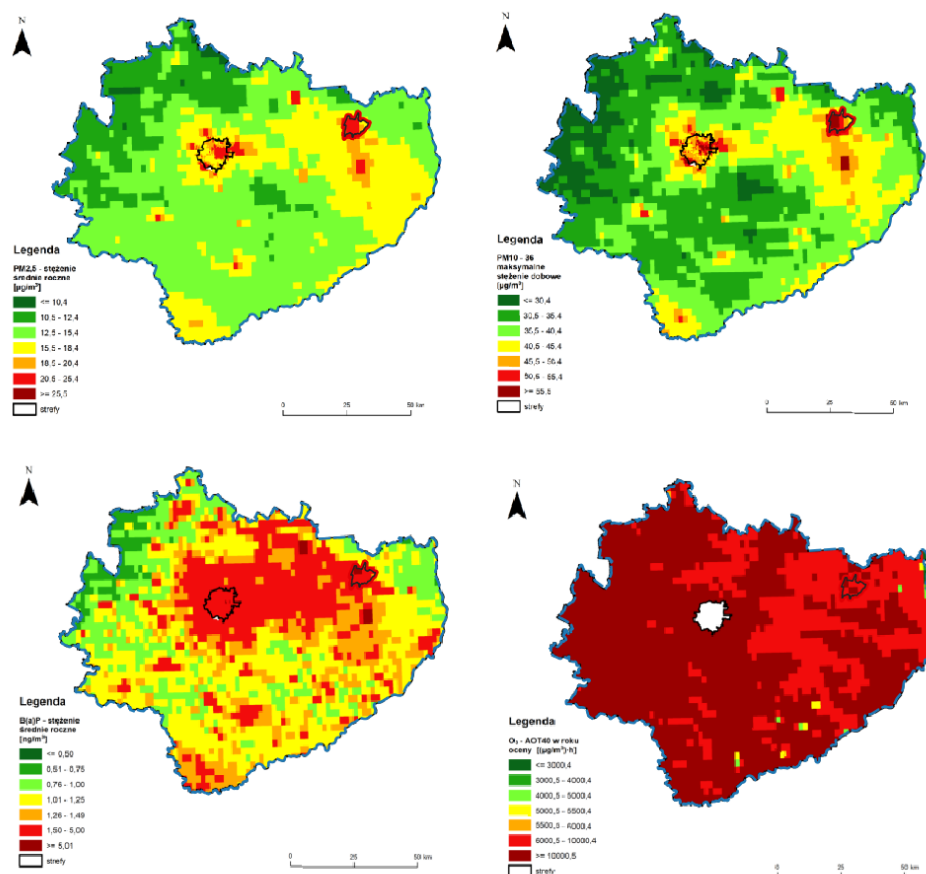 N
Legenda
PM2,5 - stężenie
średnie roczne
[µg/m³]
<= 10,4
10,5 - 12,4
12,5 - 15,4
15,5 - 18,4
18,5 - 20,4
20,5 - 25,4
>= 25,5
strefy
0 25 50 km
N
Legenda
PM10 - 36
maksymalne
stężenie dobowe
[µg/m³]
<= 30,4
30,5 - 35,4
35,5 - 40,4
40,5 - 45,4
45,5 - 50,4
50,5 - 55,4
>= 55,5
strefy
0 25 50 km
N
Legenda
B(a)P - stężenie
średnie roczne
[ng/m³]
<= 0,50
0,51 - 0,75
0,76 - 1,00
1,01 - 1,25
1,26 - 1,49
1,50 - 5,00
>= 5,01
strefy
0 25 50 km
N
Legenda
O₃ - AOT40 w roku
oceny [(µg/m³)·h]
<= 3000,4
3000,5 - 4000,4
4000,5 - 5000,4
5000,5 - 5500,4
5500,5 - 6000,4
6000,5 - 10000,4
>= 10000,5
strefy
0 25 50 km